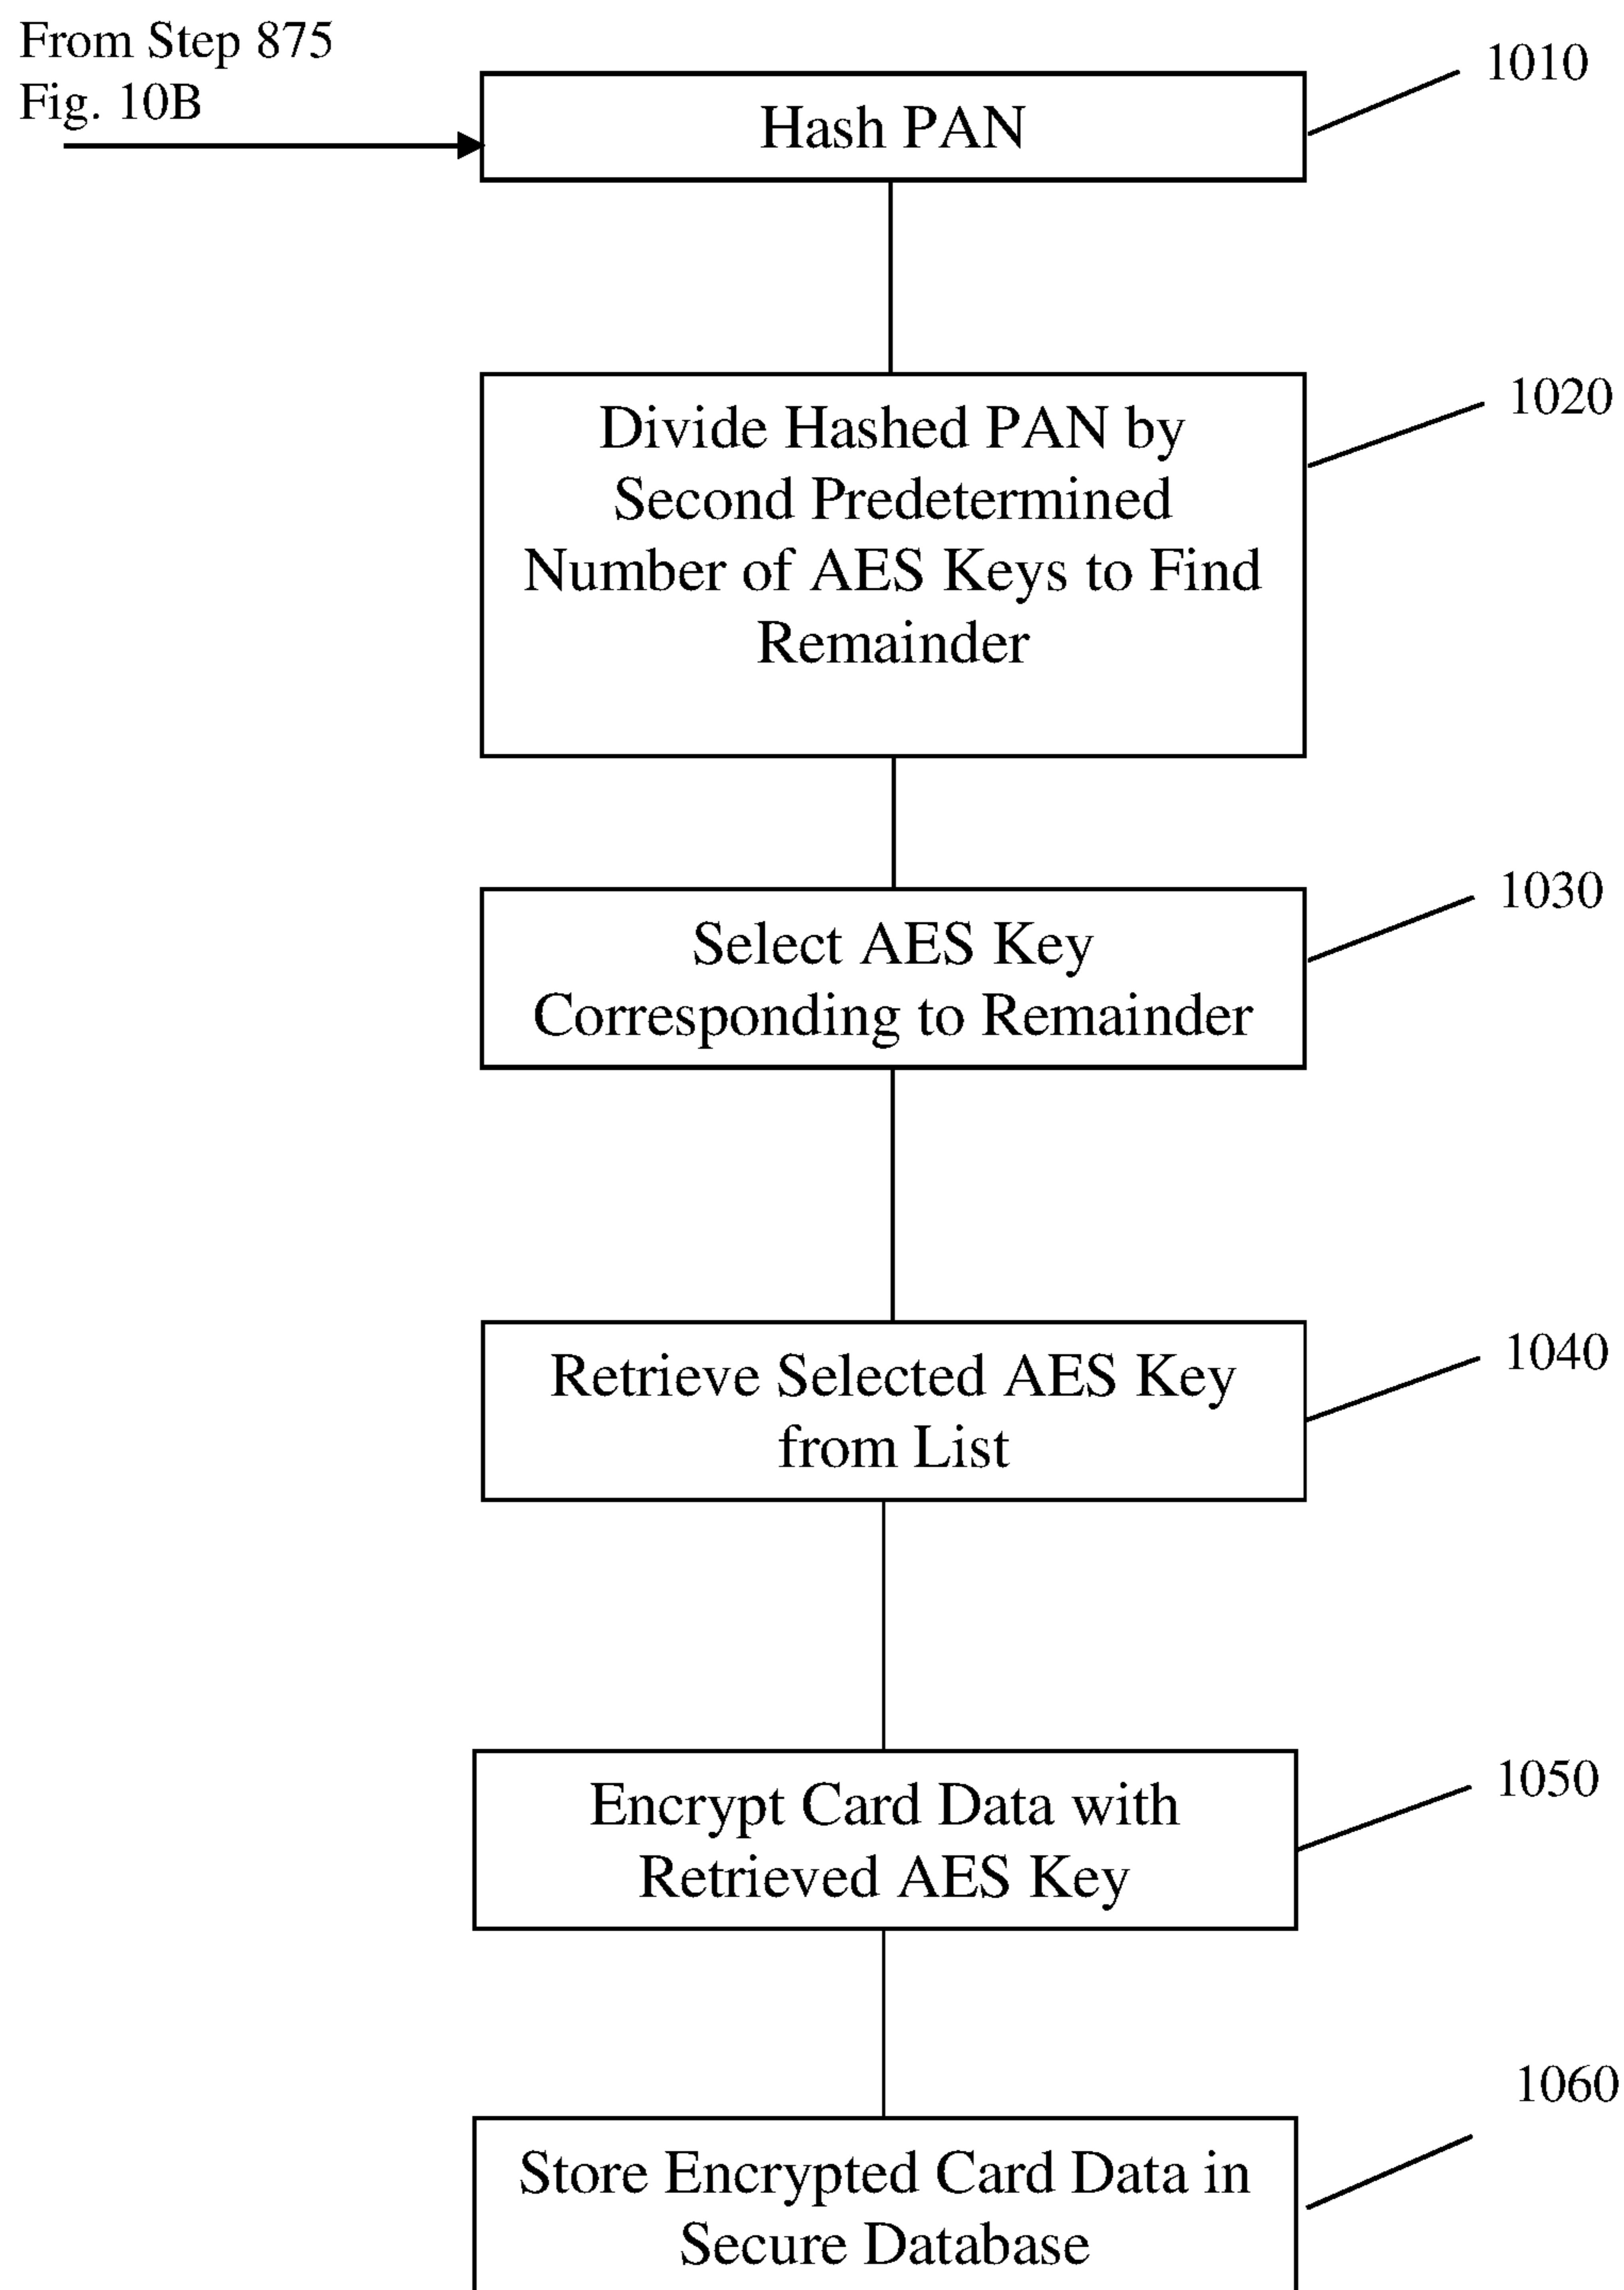 From Step 875
Fig. 10B
1010
Hash PAN
1020
Divide Hashed PAN by
Second Predetermined
Number of AES Keys to Find
Remainder
1030
Select AES Key
Corresponding to Remainder
1040
Retrieve Selected AES Key
from List
1050
Encrypt Card Data with
Retrieved AES Key
1060
Store Encrypted Card Data in
Secure Database